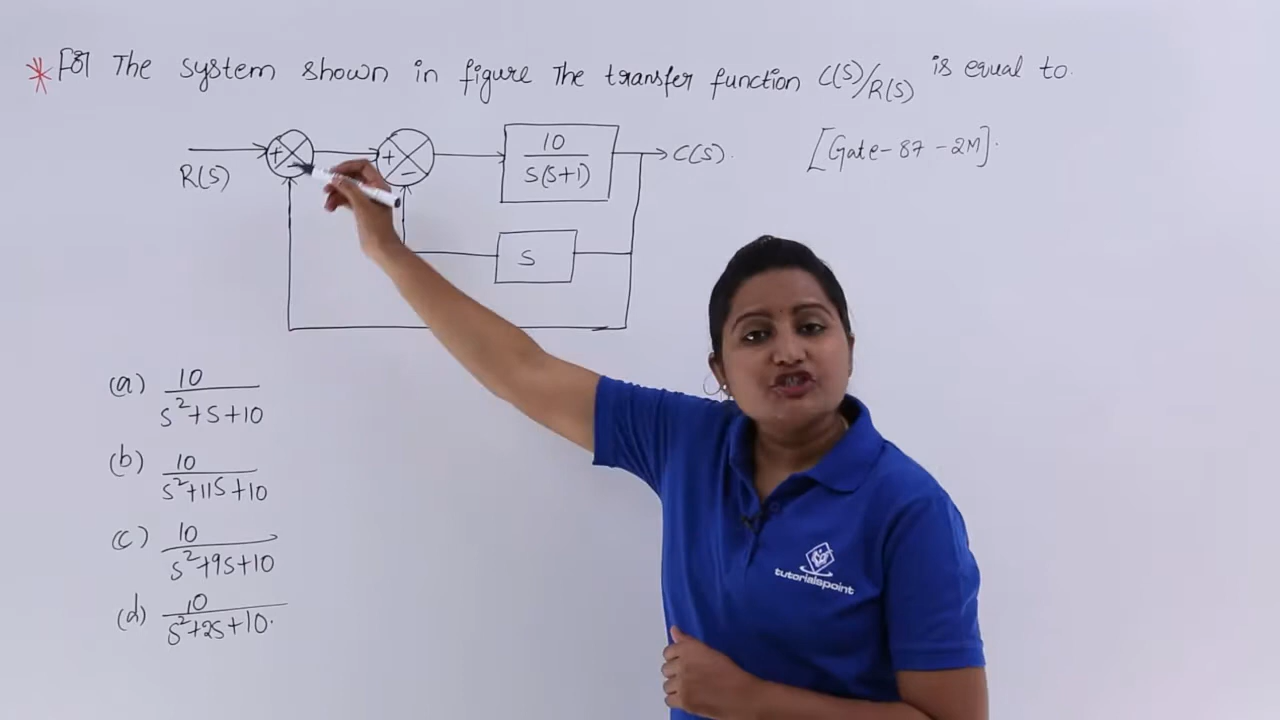 * For The system shown in figure The transfer function C(S)/R(S) is equal to.
[Gate-87-2M].
R(S)
+ -
+ -
10
S(S+1)
C(S).
S
(a) 10
S²+S+10
(b) 10
S²+11S+10
(c) 10
S²+9S+10
(d) 10
S²+2S+10.
tutorialspoint